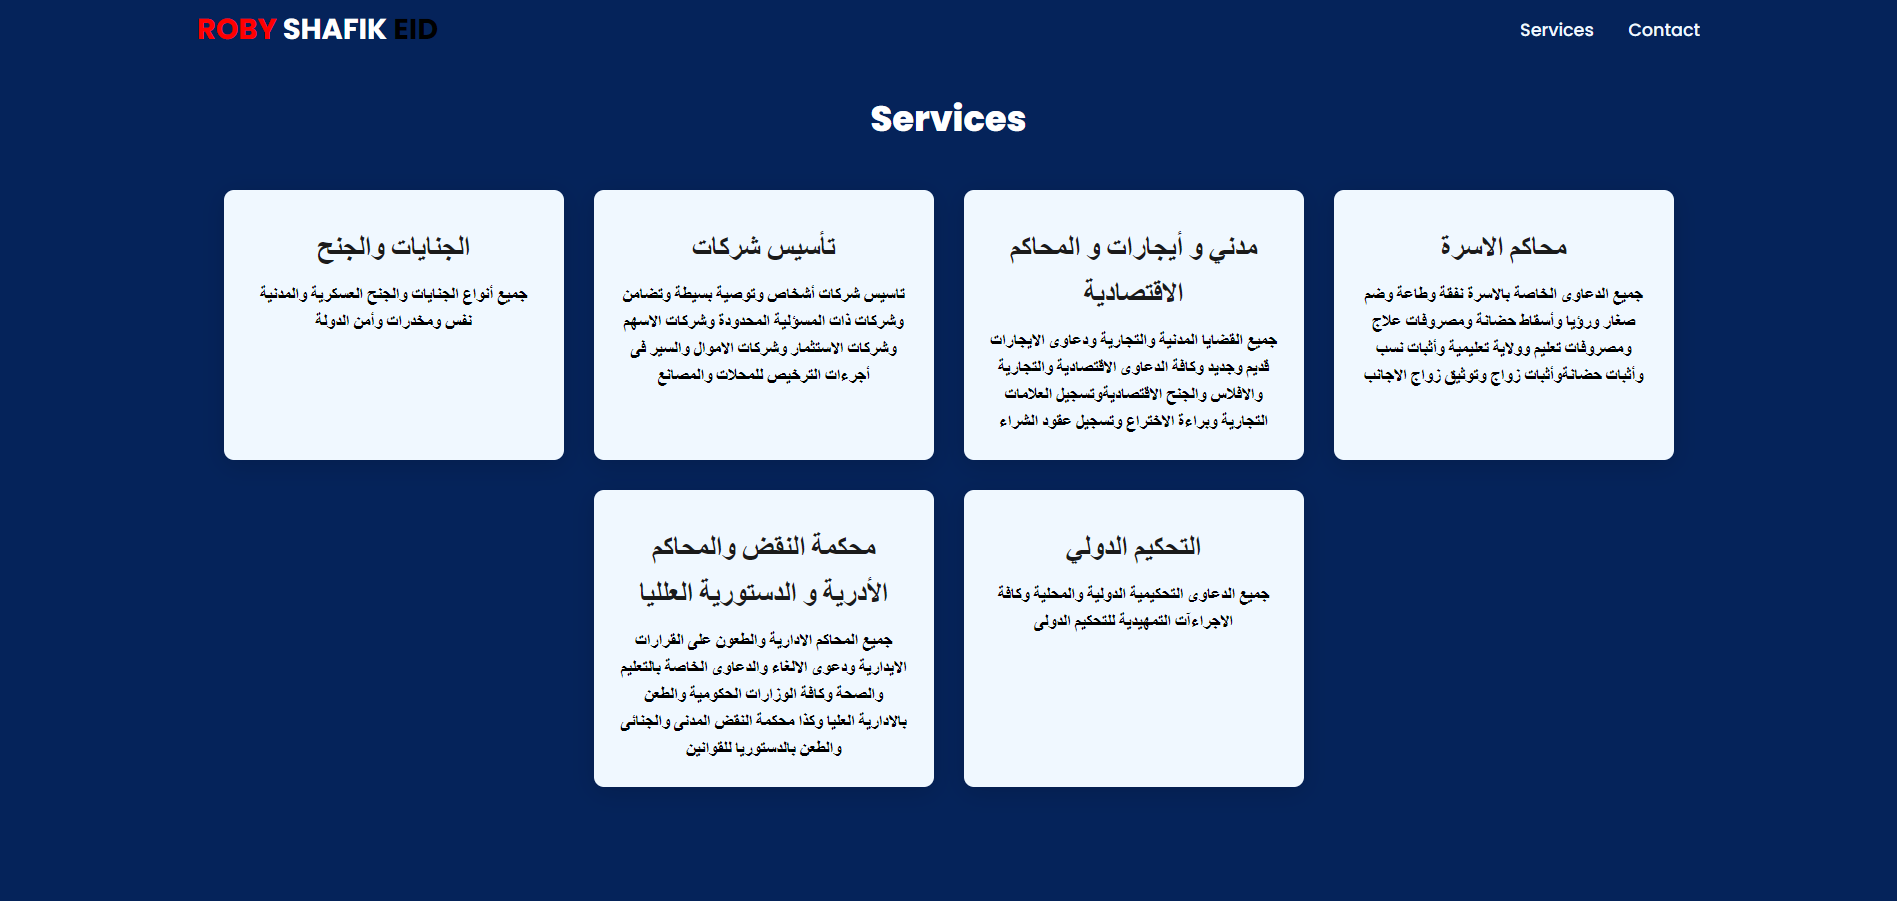 ROBY SHAFIK EID
Services
Contact
Services
الجنايات والجنح
جميع أنواع الجنايات والجنح العسكرية والمدنية
نفس ومخدرات وأمن الدولة
تأسيس شركات
تاسيس شركات أشخاص وتوصية بسيطة وتضامن
وشركات ذات المسؤلية المحدودة وشركات الاسهم
وشركات الاستثمار وشركات الاموال والسير فى
أجرءات الترخيص للمحلات والمصانع
مدني و أيجارات و المحاكم
الاقتصادية
جميع القضايا المدنية والتجارية ودعاوى الايجارات
قديم وجديد وكافة الدعاوى الاقتصادية والتجارية
والافلاس والجنح الاقتصاديةوتسجيل العلامات
التجارية وبراءة الاختراع وتسجيل عقود الشراء
محاكم الاسرة
جميع الدعاوى الخاصة بالاسرة نفقة وطاعة وضم
صغار ورؤيا وأسقاط حضانة ومصروفات علاج
ومصروفات تعليم وولاية تعليمية وأثبات نسب
وأثبات حضانةوأثبات زواج وتوثيق زواج الاجانب
محكمة النقض والمحاكم
الأدرية و الدستورية العلليا
جميع المحاكم الادارية والطعون على القرارات
الايدارية ودعوى الالغاء والدعاوى الخاصة بالتعليم
والصحة وكافة الوزارات الحكومية والطعن
بالادارية العليا وكذا محكمة النقض المدنى والجنائى
والطعن بالدستوريا للقوانين
التحكيم الدولي
جميع الدعاوى التحكيمية الدولية والمحلية وكافة
الاجراءآت التمهيدية للتحكيم الدولى